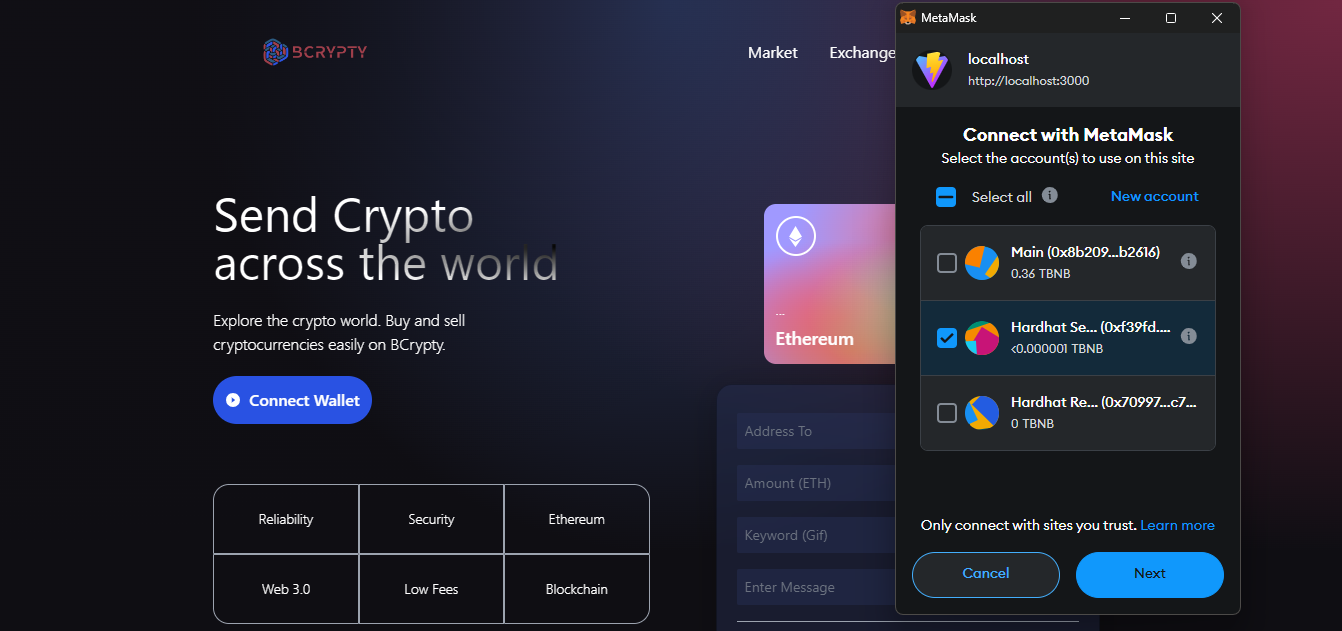 BCRYPTY
Market
Exchange
Send Crypto
across the world
Explore the crypto world. Buy and sell
cryptocurrencies easily on BCrypty.
Connect Wallet
Reliability
Security
Ethereum
Web 3.0
Low Fees
Blockchain
...
Ethereum
Address To
Amount (ETH)
Keyword (Gif)
Enter Message
MetaMask
localhost
http://localhost:3000
Connect with MetaMask
Select the account(s) to use on this site
Select all
New account
Main (0x8b209...b2616)
0.36 TBNB
Hardhat Se... (0xf39fd....
<0.000001 TBNB
Hardhat Re... (0x70997...c7...
0 TBNB
Only connect with sites you trust. Learn more
Cancel
Next